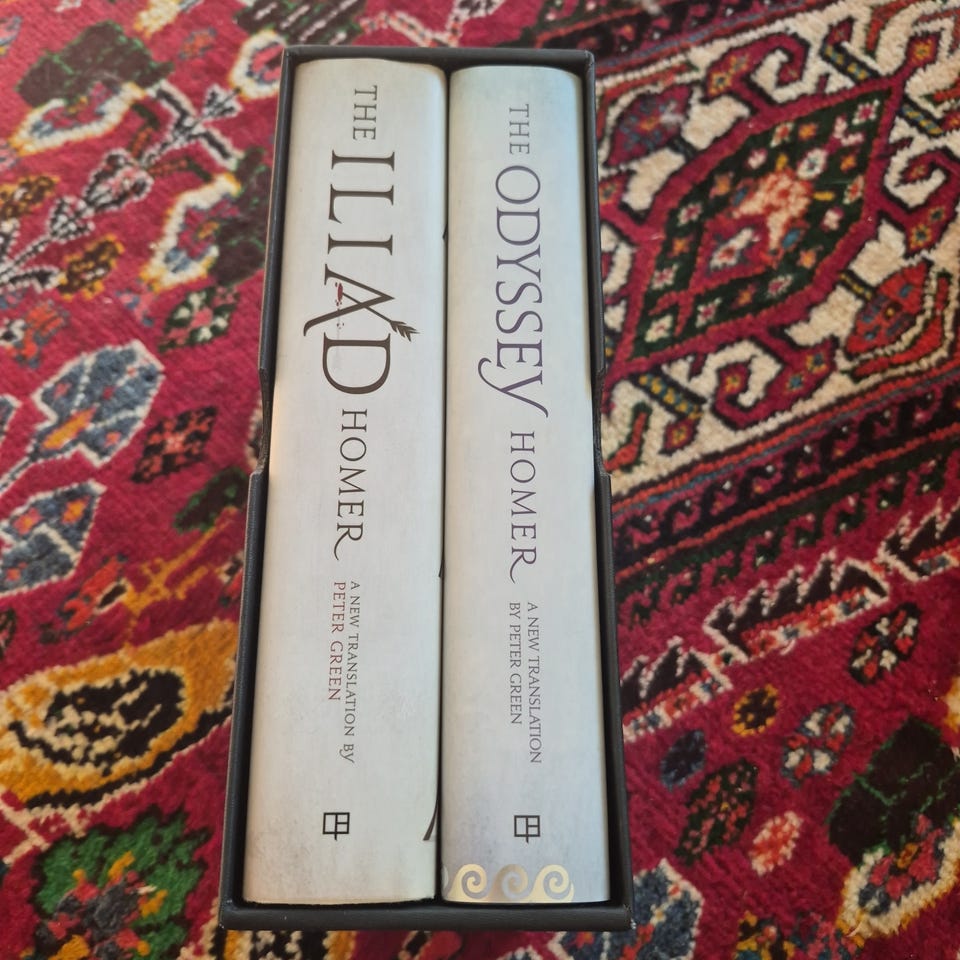 THE ILIAD HOMER
A NEW TRANSLATION BY
PETER GREEN
THE ODYSSEY HOMER
A NEW TRANSLATION
BY PETER GREEN